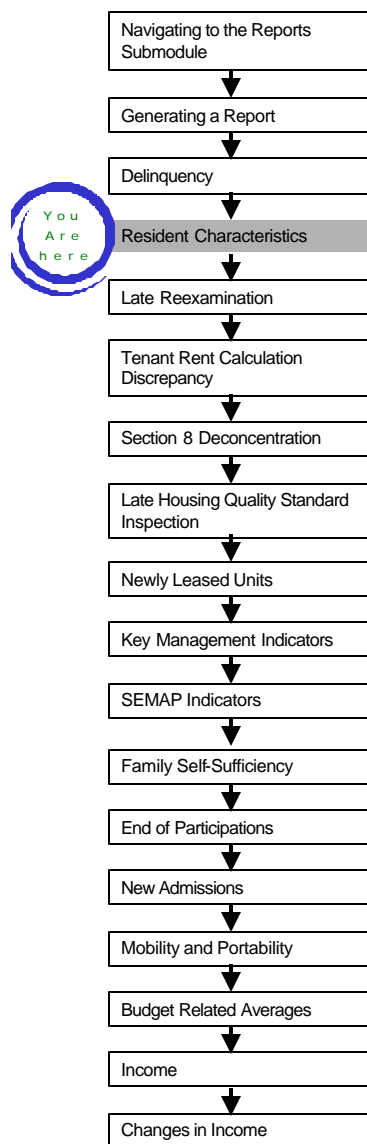 Navigating to the Reports
Submodule
Generating a Report
Delinquency
You
Are
here
Resident Characteristics
Late Reexamination
Tenant Rent Calculation
Discrepancy
Section 8 Deconcentration
Late Housing Quality Standard
Inspection
Newly Leased Units
Key Management Indicators
SEMAP Indicators
Family Self-Sufficiency
End of Participations
New Admissions
Mobility and Portability
Budget Related Averages
Income
Changes in Income